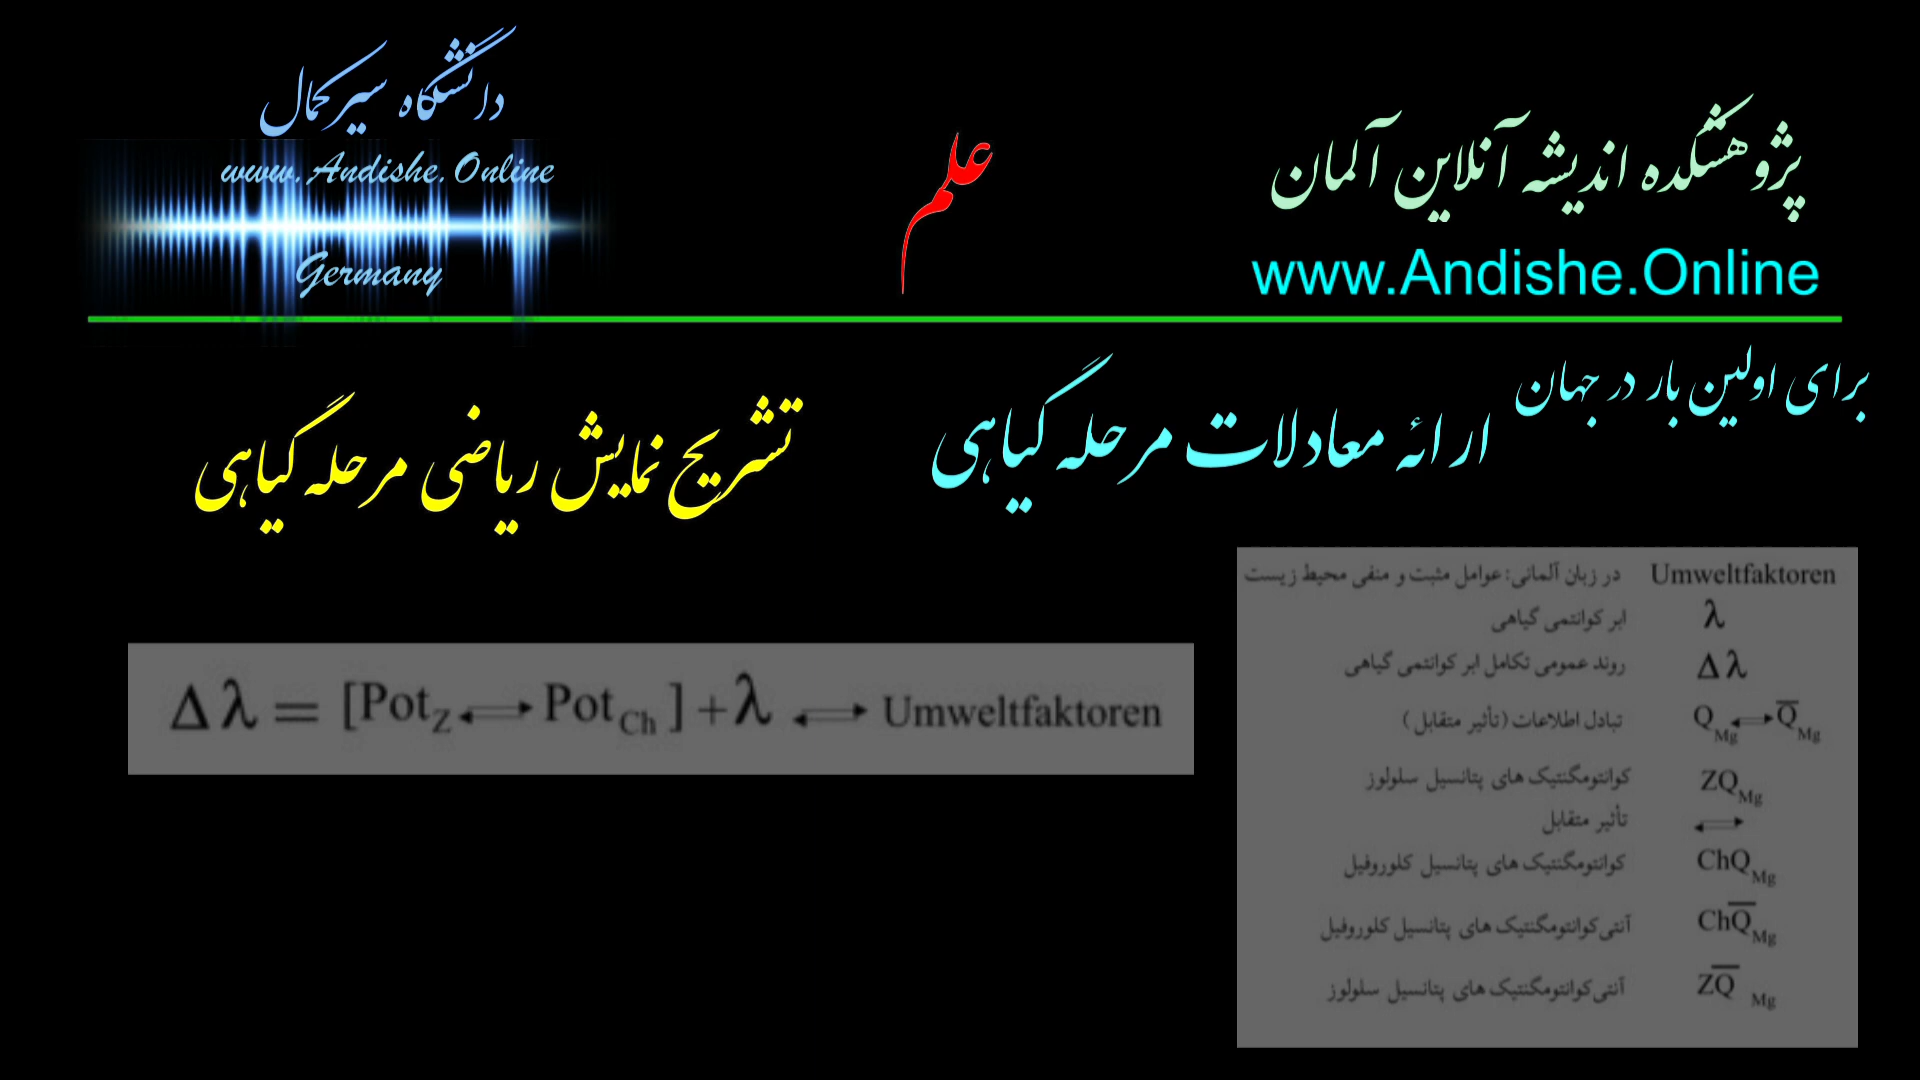 دانشگاه سیر کمال
www.Andishe.Online
Germany
علم
پژوهشکده اندیشه آنلاین آلمان
www.Andishe.Online
برای اولین بار در جهان
ارائه معادلات مرحله گیاهی
تشریح نمایش ریاضی مرحله گیاهی
Δλ = [Pot_Z ⇌ Pot_Ch] + λ ⇌ Umweltfaktoren
Umweltfaktoren در زبان آلمانی: عوامل مثبت و منفی محیط زیست
λ ابر کوانتمی گیاهی
Δλ روند عمومی تکامل ابر کوانتمی گیاهی
Q_Mg ⇌ Q̅_Mg تبادل اطلاعات (تأثیر متقابل)
ZQ_Mg کوانتومگنتیک های پتانسیل سلولوز
⇌ تأثیر متقابل
ChQ_Mg کوانتومگنتیک های پتانسیل کلوروفیل
ChQ̅_Mg آنتی‌کوانتومگنتیک های پتانسیل کلوروفیل
ZQ̅_Mg آنتی‌کوانتومگنتیک های پتانسیل سلولوز